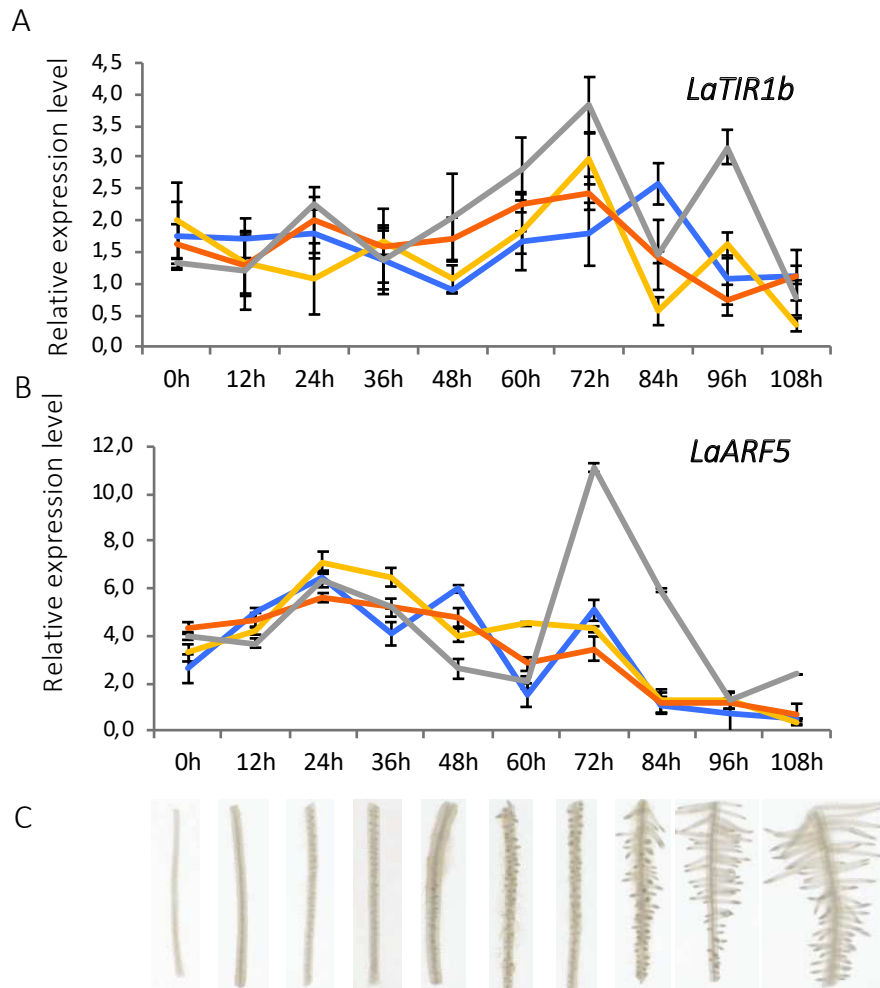 A
Relative expression level
LaTIR1b
4,5
4,0
3,5
3,0
2,5
2,0
1,5
1,0
0,5
0,0
0h 12h 24h 36h 48h 60h 72h 84h 96h 108h
B
Relative expression level
LaARF5
12,0
10,0
8,0
6,0
4,0
2,0
0,0
0h 12h 24h 36h 48h 60h 72h 84h 96h 108h
C